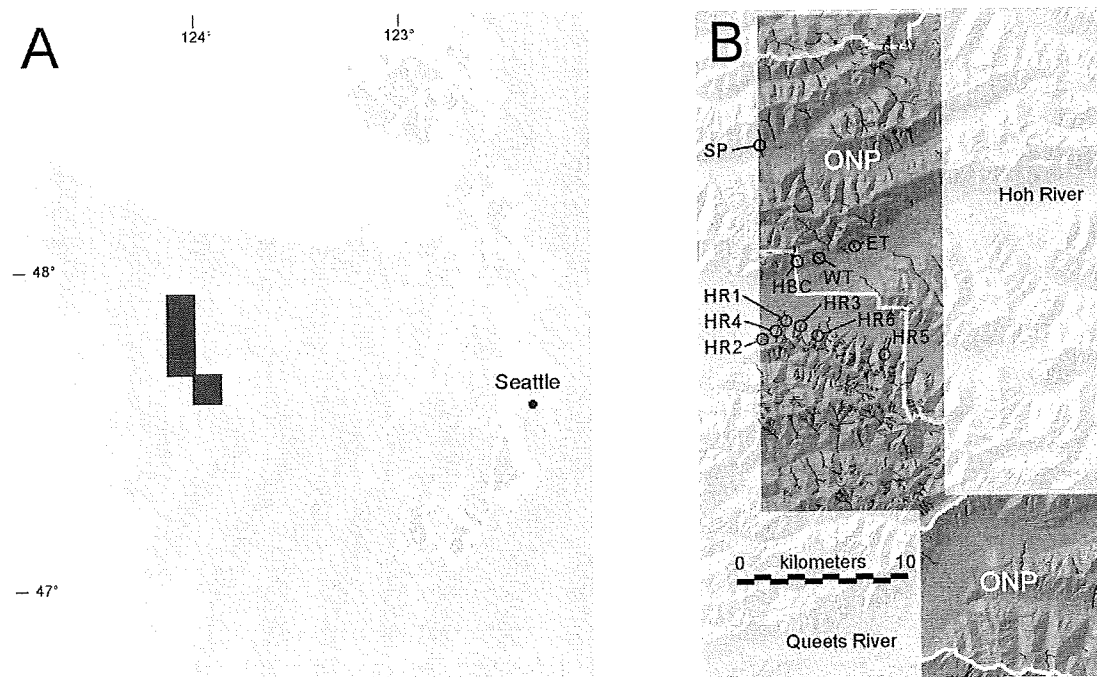 A
124°
123°
48°
47°
Seattle
B
SP
ONP
Hoh River
ET
HBC
WT
HR1
HR3
HR4
HR6
HR2
HR5
0 kilometers 10
ONP
Queets River